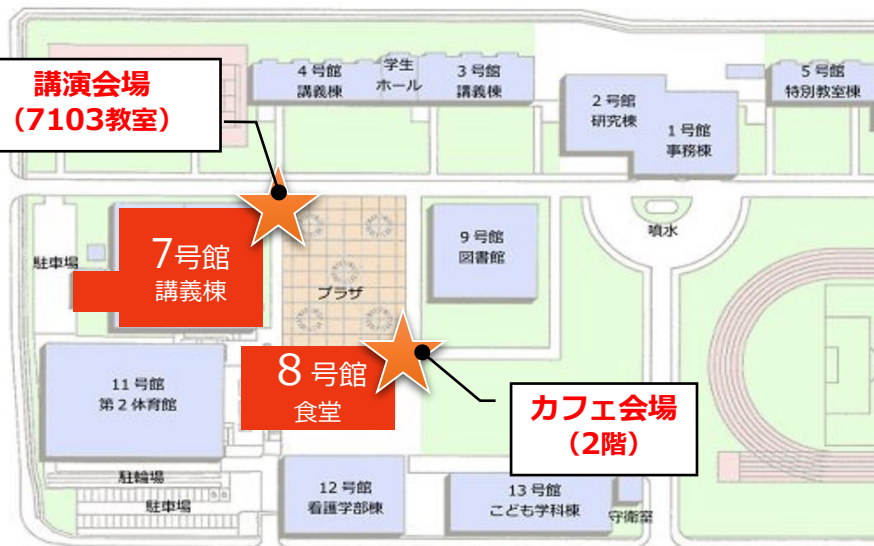 4号館
講義棟
学生
ホール
3号館
講義棟
5号館
特別教室棟
講演会場
（7103教室）
2号館
研究棟
1号館
事務棟
7号館
講義棟
駐車場
9号館
図書館
噴水
プラザ
8号館
食堂
11号館
第2体育館
カフェ会場
（2階）
駐輪場
駐車場
12号館
看護学部棟
13号館
こども学科棟
守衛室